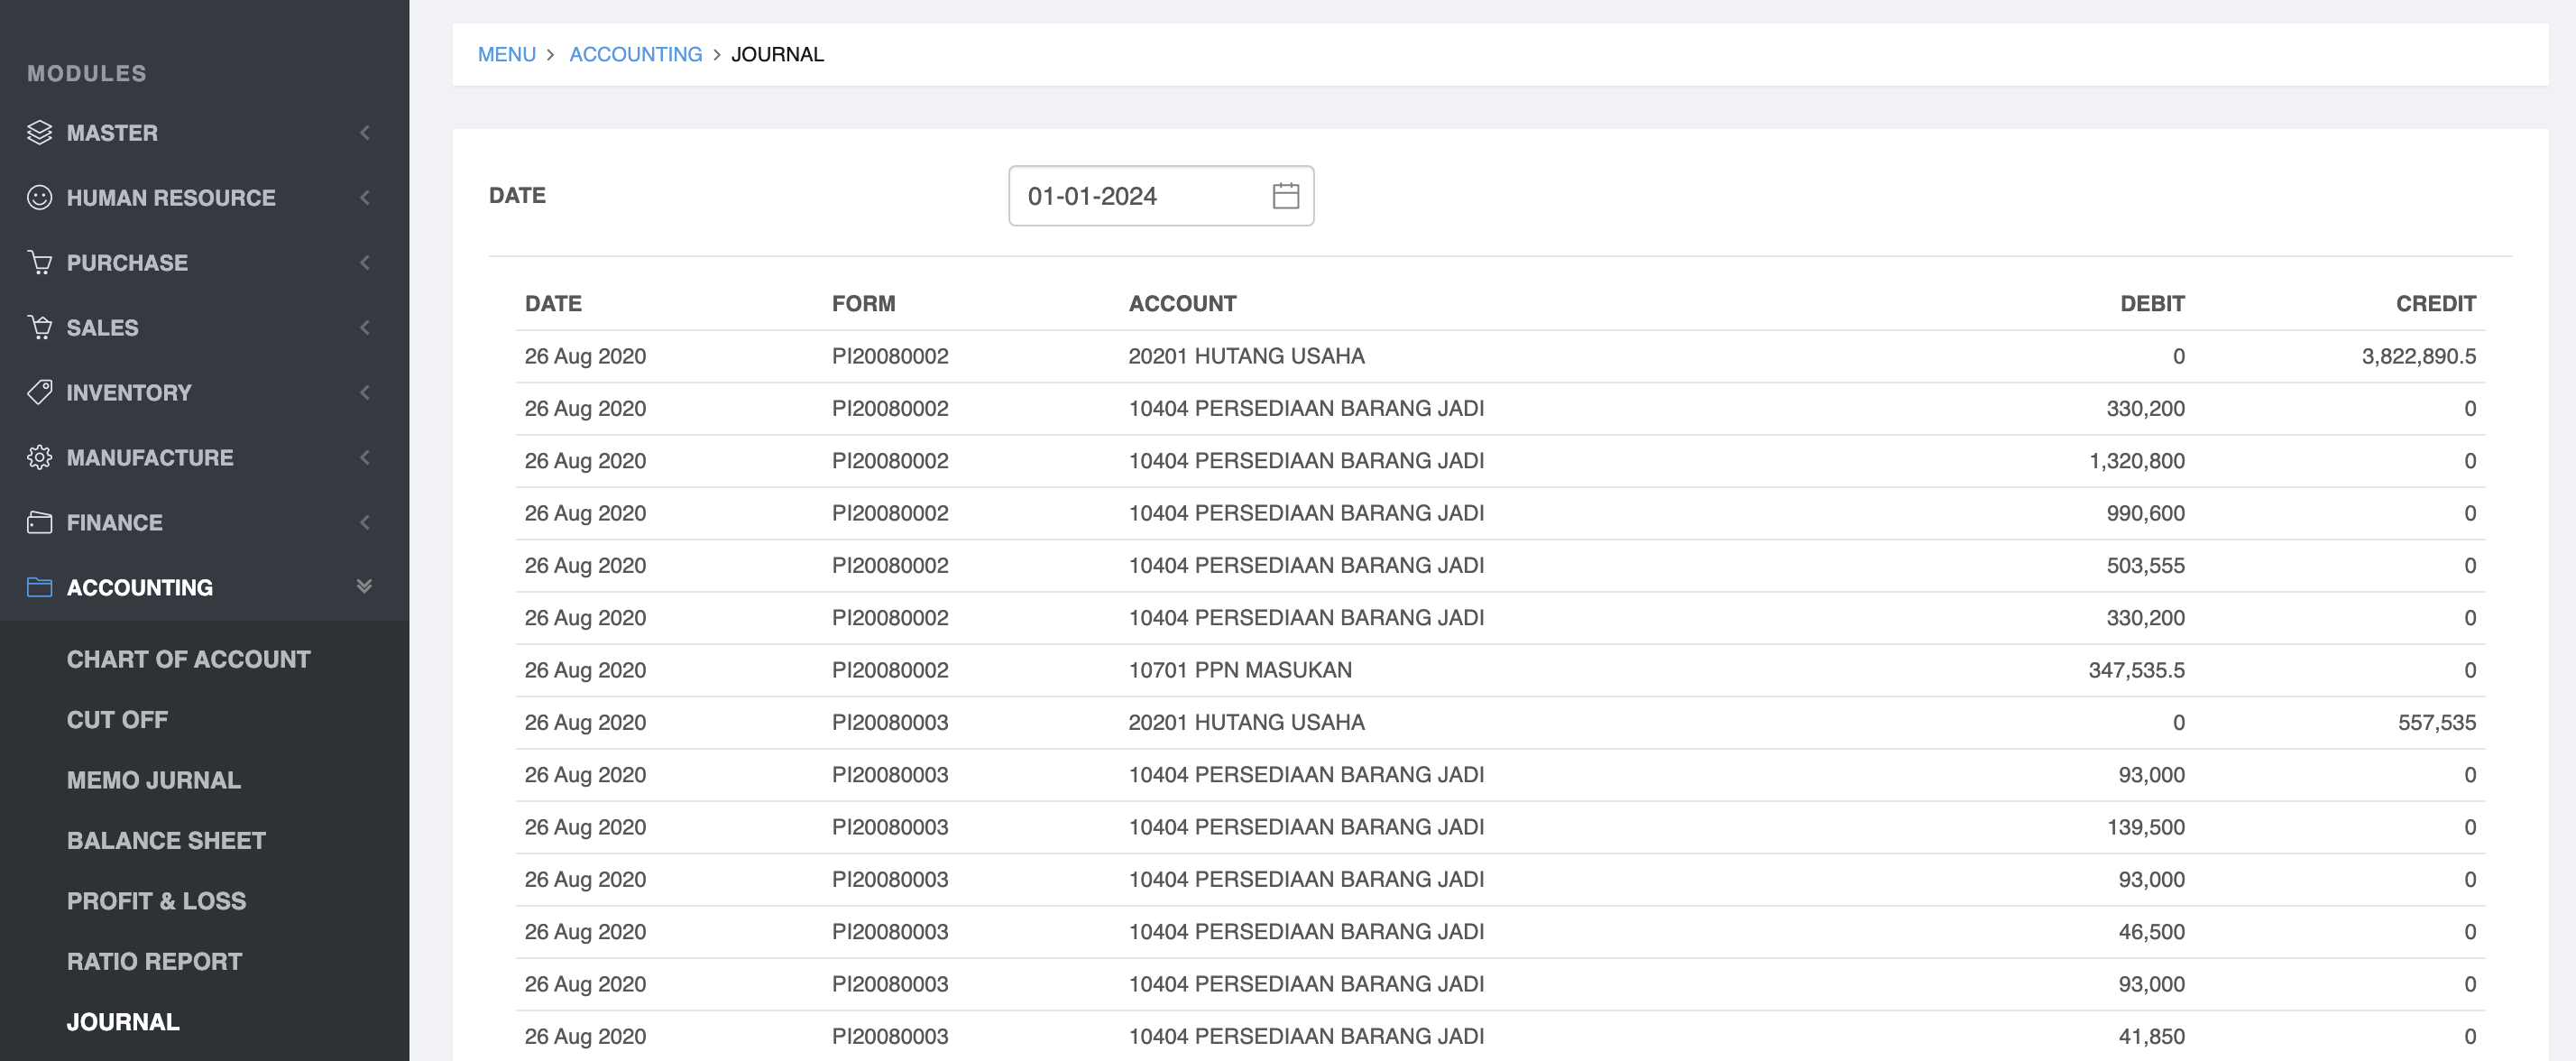 MODULES
MASTER
HUMAN RESOURCE
PURCHASE
SALES
INVENTORY
MANUFACTURE
FINANCE
ACCOUNTING
CHART OF ACCOUNT
CUT OFF
MEMO JURNAL
BALANCE SHEET
PROFIT & LOSS
RATIO REPORT
JOURNAL
MENU > ACCOUNTING > JOURNAL
DATE 01-01-2024
DATE FORM ACCOUNT DEBIT CREDIT
26 Aug 2020 PI20080002 20201 HUTANG USAHA 0 3,822,890.5
26 Aug 2020 PI20080002 10404 PERSEDIAAN BARANG JADI 330,200 0
26 Aug 2020 PI20080002 10404 PERSEDIAAN BARANG JADI 1,320,800 0
26 Aug 2020 PI20080002 10404 PERSEDIAAN BARANG JADI 990,600 0
26 Aug 2020 PI20080002 10404 PERSEDIAAN BARANG JADI 503,555 0
26 Aug 2020 PI20080002 10404 PERSEDIAAN BARANG JADI 330,200 0
26 Aug 2020 PI20080002 10701 PPN MASUKAN 347,535.5 0
26 Aug 2020 PI20080003 20201 HUTANG USAHA 0 557,535
26 Aug 2020 PI20080003 10404 PERSEDIAAN BARANG JADI 93,000 0
26 Aug 2020 PI20080003 10404 PERSEDIAAN BARANG JADI 139,500 0
26 Aug 2020 PI20080003 10404 PERSEDIAAN BARANG JADI 93,000 0
26 Aug 2020 PI20080003 10404 PERSEDIAAN BARANG JADI 46,500 0
26 Aug 2020 PI20080003 10404 PERSEDIAAN BARANG JADI 93,000 0
26 Aug 2020 PI20080003 10404 PERSEDIAAN BARANG JADI 41,850 0